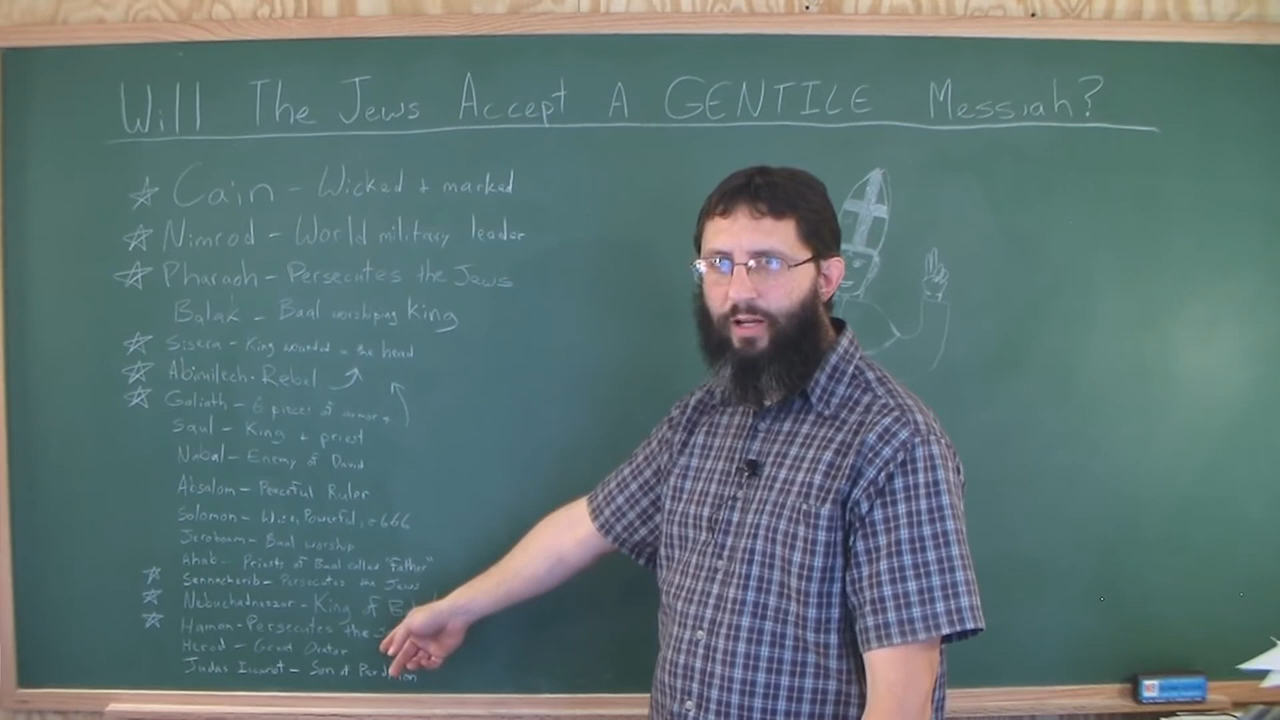 Will The Jews Accept A GENTILE Messiah?
Cain - Wicked + marked
Nimrod - World military leader
Pharaoh - Persecutes the Jews
Balak - Baal worshiping King
Sisera - King wounded in the head
Abimilech - Rebel
Goliath - 6 pieces of armor
Saul - King + priest
Nabal - Enemy of David
Absalom - Peaceful Ruler
Solomon - Wise, Powerful, 666
Jeroboam - Baal worship
Ahab - Priests of Baal called "Father"
Sennacherib - Persecutes the Jews
Nebuchadnezzar - King of
Haman - Persecutes the
Herod - Great Orator
Judas Iscariot - Son of